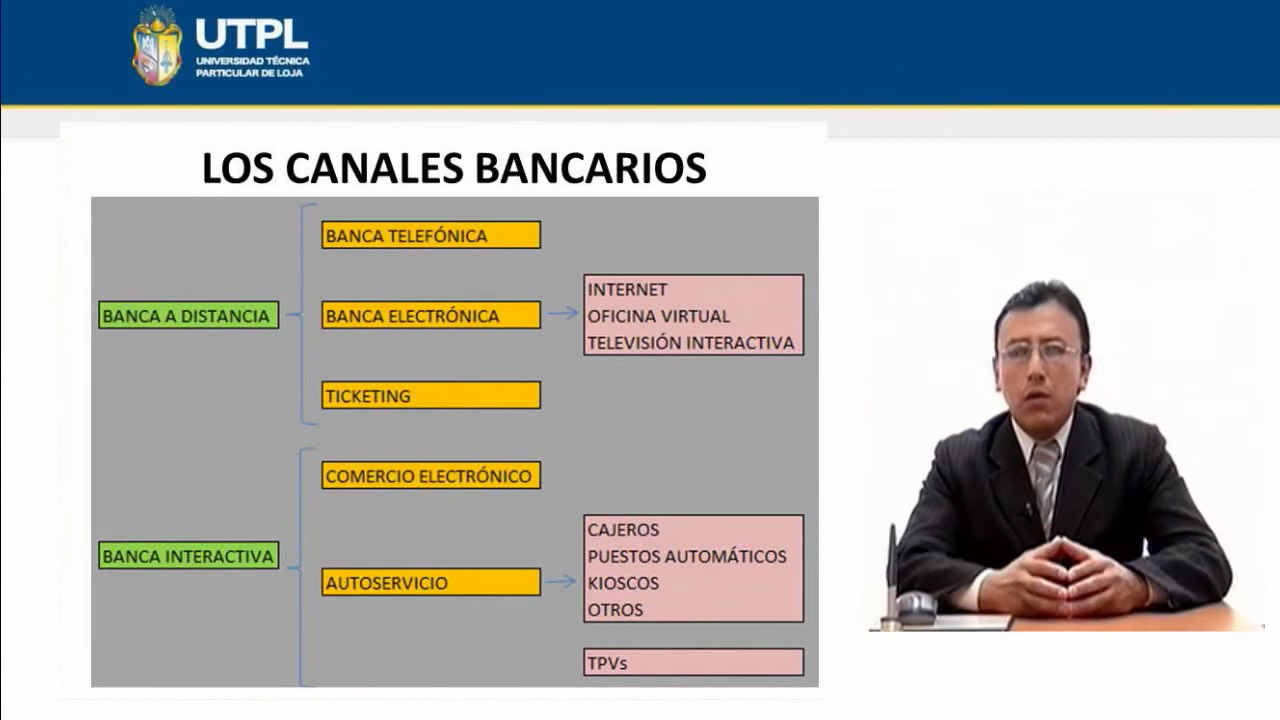 UTPL
UNIVERSIDAD TÉCNICA
PARTICULAR DE LOJA
LOS CANALES BANCARIOS
BANCA A DISTANCIA
BANCA TELEFÓNICA
BANCA ELECTRÓNICA
INTERNET
OFICINA VIRTUAL
TELEVISIÓN INTERACTIVA
TICKETING
BANCA INTERACTIVA
COMERCIO ELECTRÓNICO
AUTOSERVICIO
CAJEROS
PUESTOS AUTOMÁTICOS
KIOSCOS
OTROS
TPVs